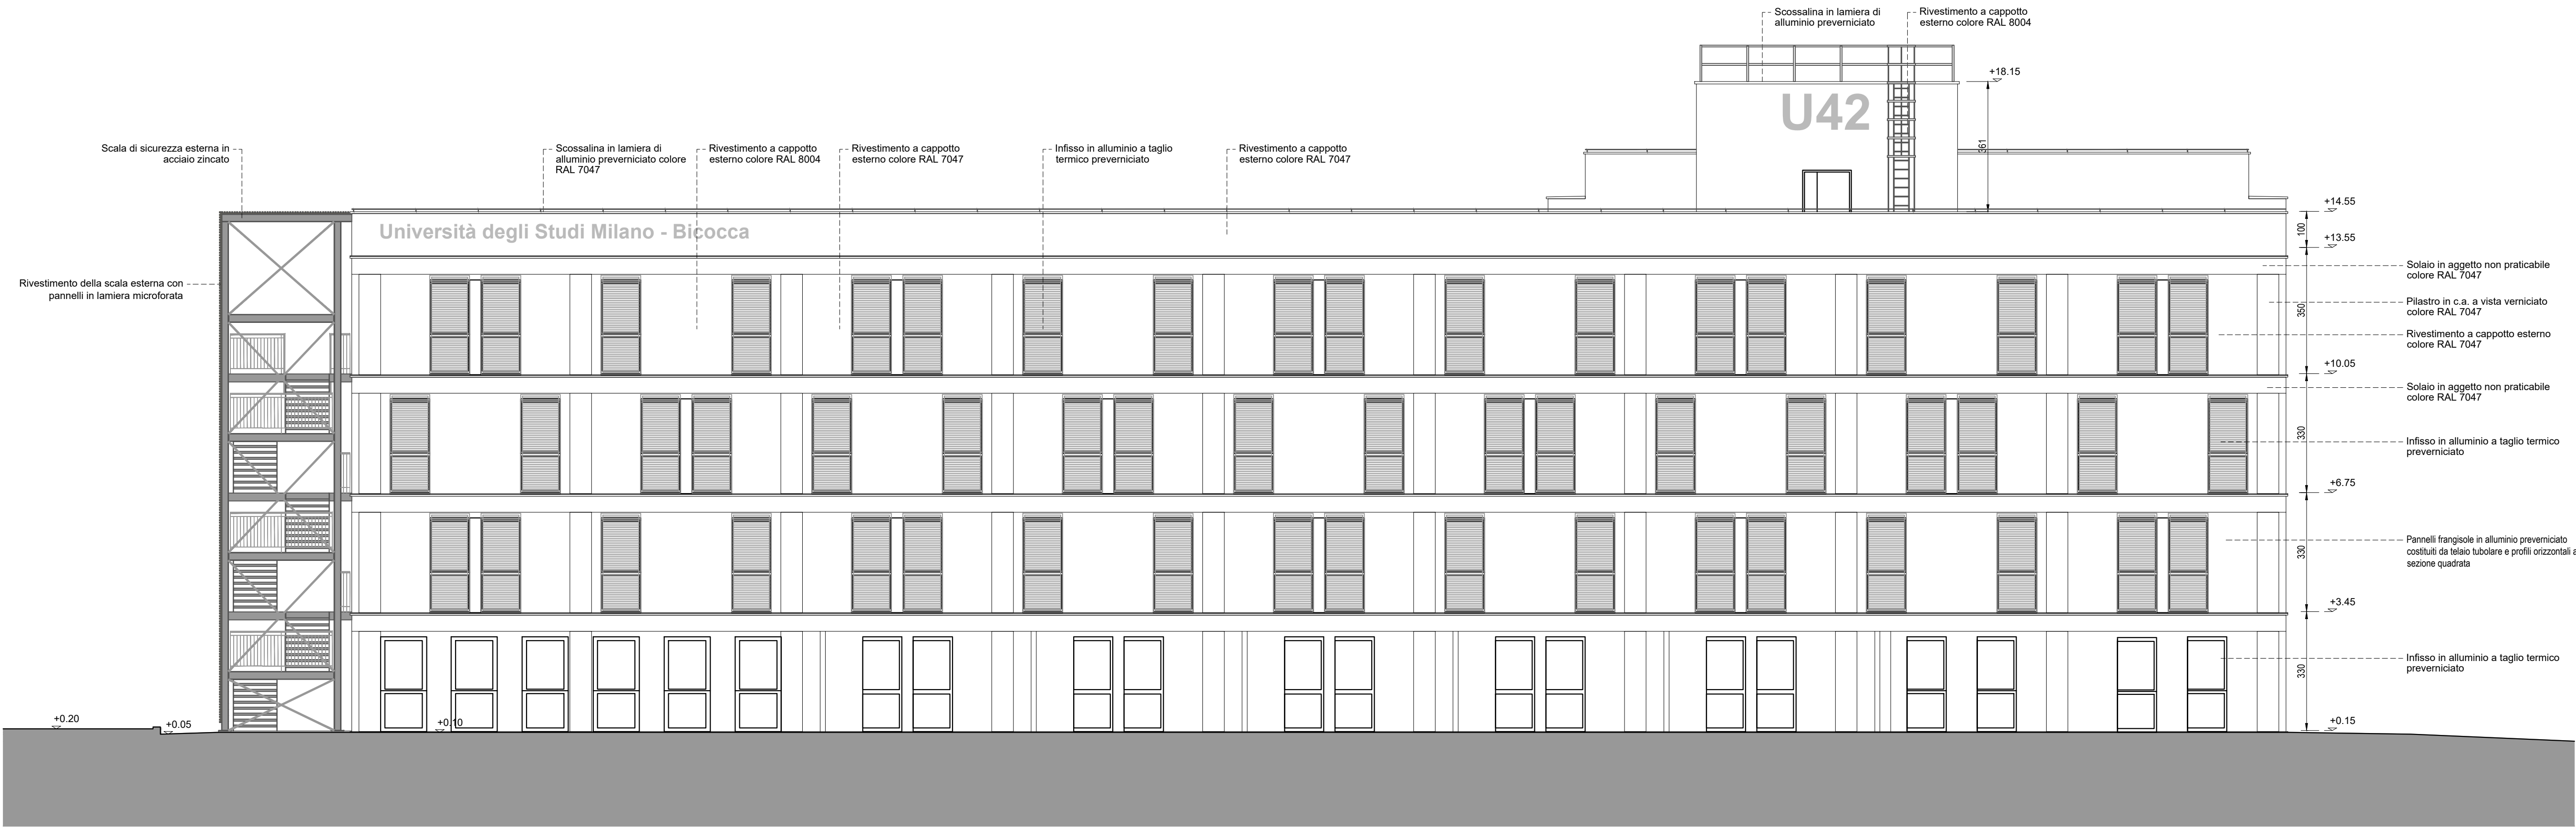 Scossalina in lamiera di
alluminio preverniciato
Rivestimento a cappotto
esterno colore RAL 8004
+18.15
U42
361
Scala di sicurezza esterna in
acciaio zincato
Scossalina in lamiera di
alluminio preverniciato colore
RAL 7047
Rivestimento a cappotto
esterno colore RAL 8004
Rivestimento a cappotto
esterno colore RAL 7047
Infisso in alluminio a taglio
termico preverniciato
Rivestimento a cappotto
esterno colore RAL 7047
Università degli Studi Milano - Bicocca
Rivestimento della scala esterna con
pannelli in lamiera microforata
+14.55
100
+13.55
Solaio in aggetto non praticabile
colore RAL 7047
Pilastro in c.a. a vista verniciato
colore RAL 7047
350
Rivestimento a cappotto esterno
colore RAL 7047
+10.05
Solaio in aggetto non praticabile
colore RAL 7047
330
Infisso in alluminio a taglio termico
preverniciato
+6.75
330
Pannelli frangisole in alluminio preverniciato
costituiti da telaio tubolare e profili orizzontali a
sezione quadrata
+3.45
330
Infisso in alluminio a taglio termico
preverniciato
+0.20
+0.05
+0.10
+0.15